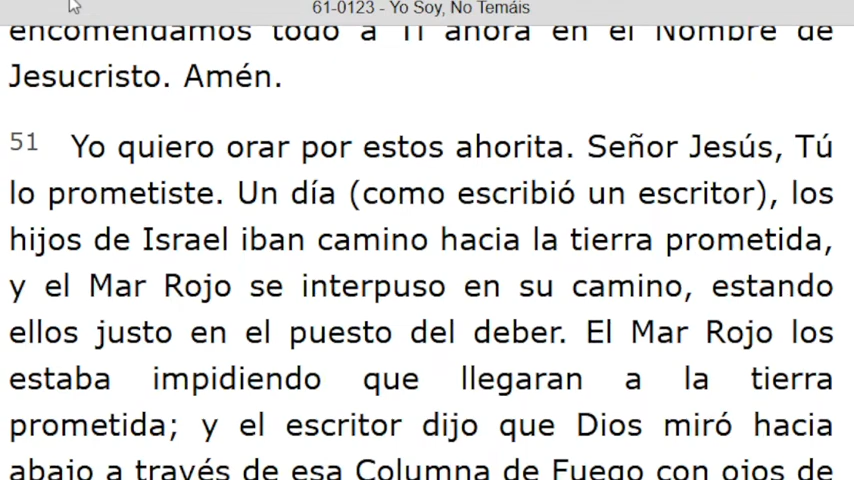 61-0123 - Yo Soy, No Temáis
encomendamos todo a Ti ahora en el Nombre de
Jesucristo. Amén.
51 Yo quiero orar por estos ahorita. Señor Jesús, Tú
lo prometiste. Un día (como escribió un escritor), los
hijos de Israel iban camino hacia la tierra prometida,
y el Mar Rojo se interpuso en su camino, estando
ellos justo en el puesto del deber. El Mar Rojo los
estaba impidiendo que llegaran a la tierra
prometida; y el escritor dijo que Dios miró hacia
abajo a través de esa Columna de Fuego con ojos de